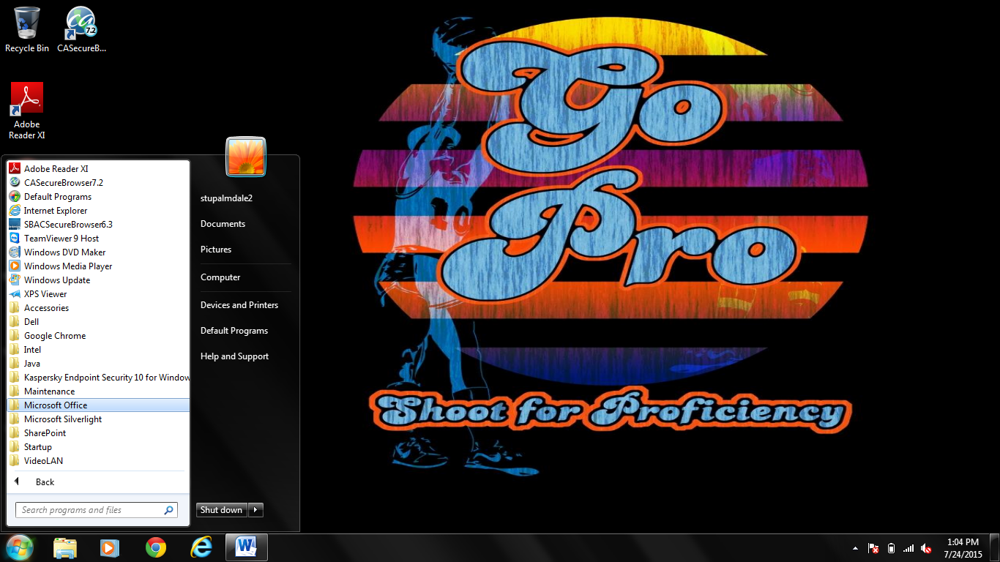 Recycle Bin
CASecureB...
Adobe
Reader XI
Go
Pro
Shoot for Proficiency
Adobe Reader XI
CASecureBrowser7.2
Default Programs
Internet Explorer
SBACSecureBrowser6.3
TeamViewer 9 Host
Windows DVD Maker
Windows Media Player
Windows Update
XPS Viewer
Accessories
Dell
Google Chrome
Intel
Java
Kaspersky Endpoint Security 10 for Window
Maintenance
Microsoft Office
Microsoft Silverlight
SharePoint
Startup
VideoLAN
Back
Search programs and files
stupalmdale2
Documents
Pictures
Computer
Devices and Printers
Default Programs
Help and Support
Shut down
1:04 PM
7/24/2015